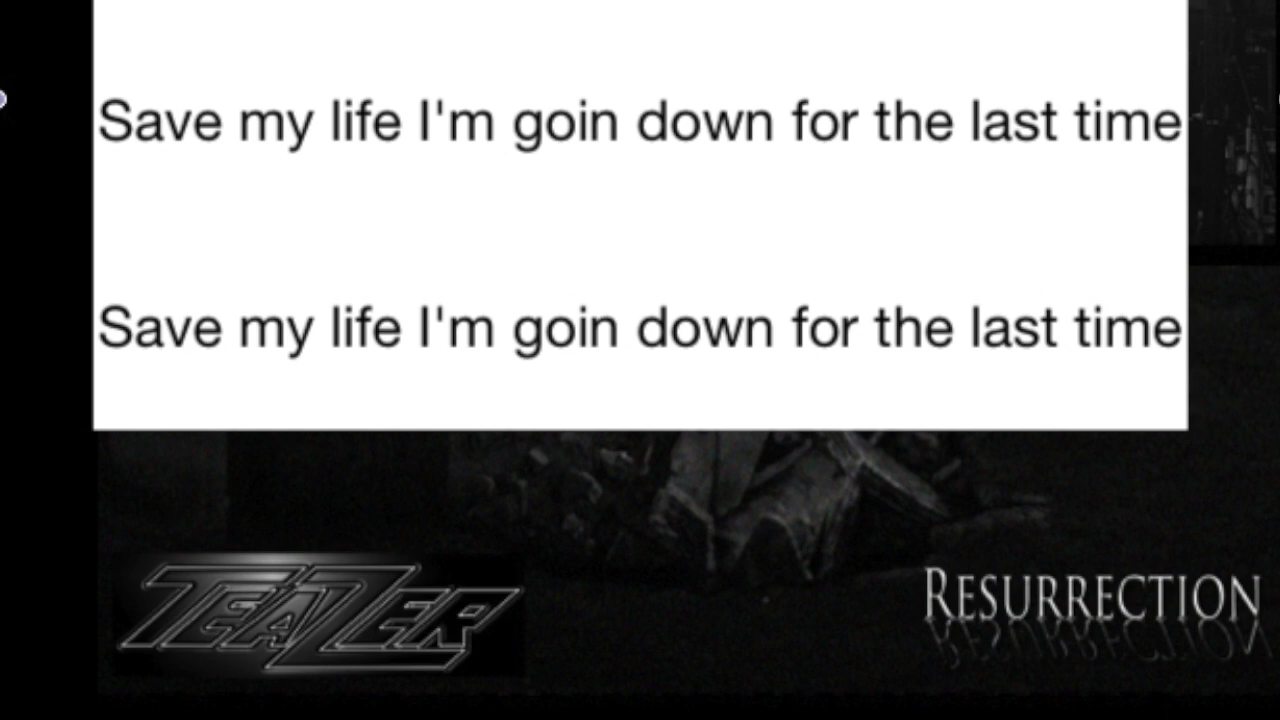 Save my life I'm goin down for the last time
Save my life I'm goin down for the last time
TEAZER
RESURRECTION